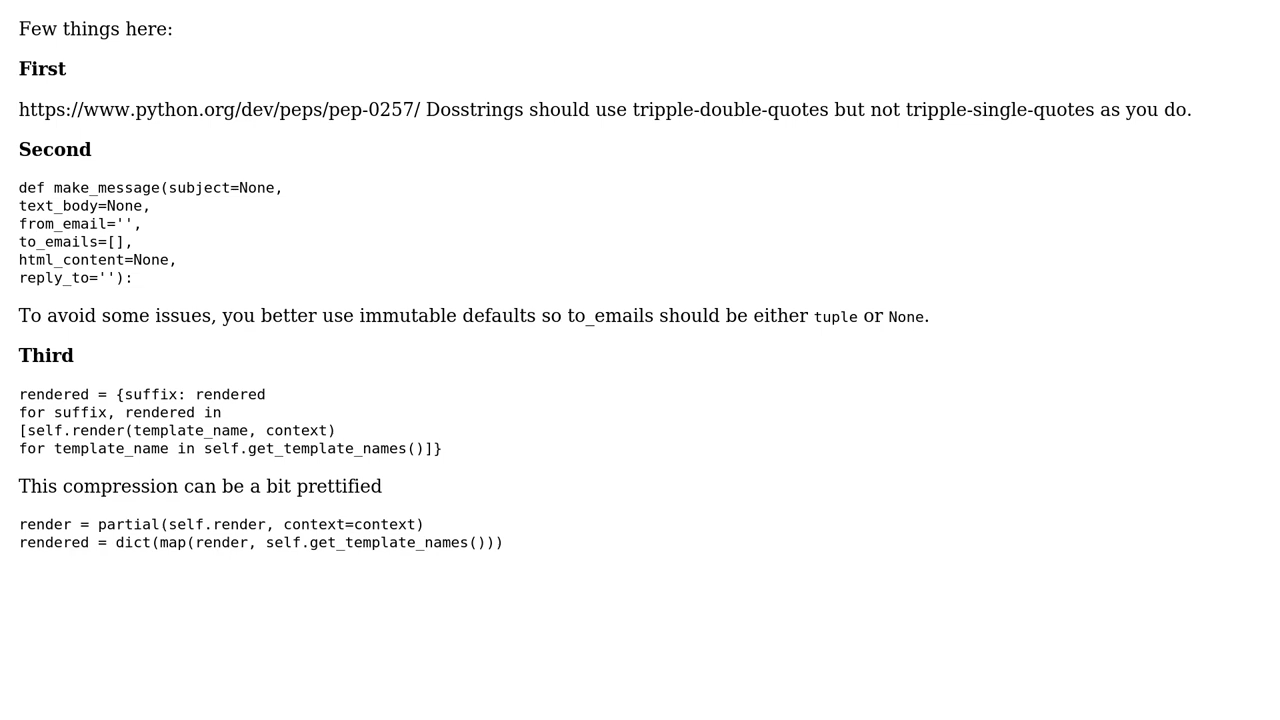 Few things here:
First
https://www.python.org/dev/peps/pep-0257/ Dosstrings should use tripple-double-quotes but not tripple-single-quotes as you do.
Second
def make_message(subject=None,
text_body=None,
from_email='',
to_emails=[],
html_content=None,
reply_to=''):
To avoid some issues, you better use immutable defaults so to_emails should be either tuple or None.
Third
rendered = {suffix: rendered
for suffix, rendered in
[self.render(template_name, context)
for template_name in self.get_template_names()]}
This compression can be a bit prettified
render = partial(self.render, context=context)
rendered = dict(map(render, self.get_template_names()))